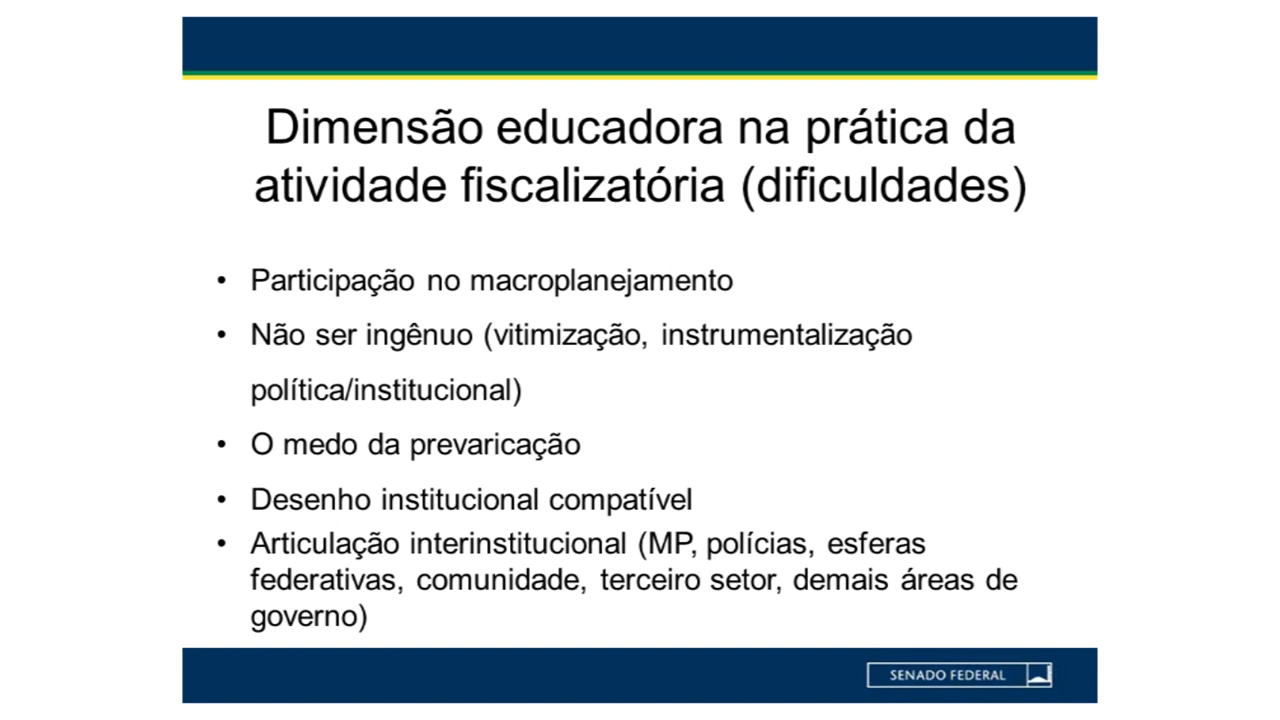 Dimensão educadora na prática da
atividade fiscalizatória (dificuldades)
• Participação no macroplanejamento
• Não ser ingênuo (vitimização, instrumentalização
política/institucional)
• O medo da prevaricação
• Desenho institucional compatível
• Articulação interinstitucional (MP, polícias, esferas
federativas, comunidade, terceiro setor, demais áreas de
governo)
SENADO FEDERAL